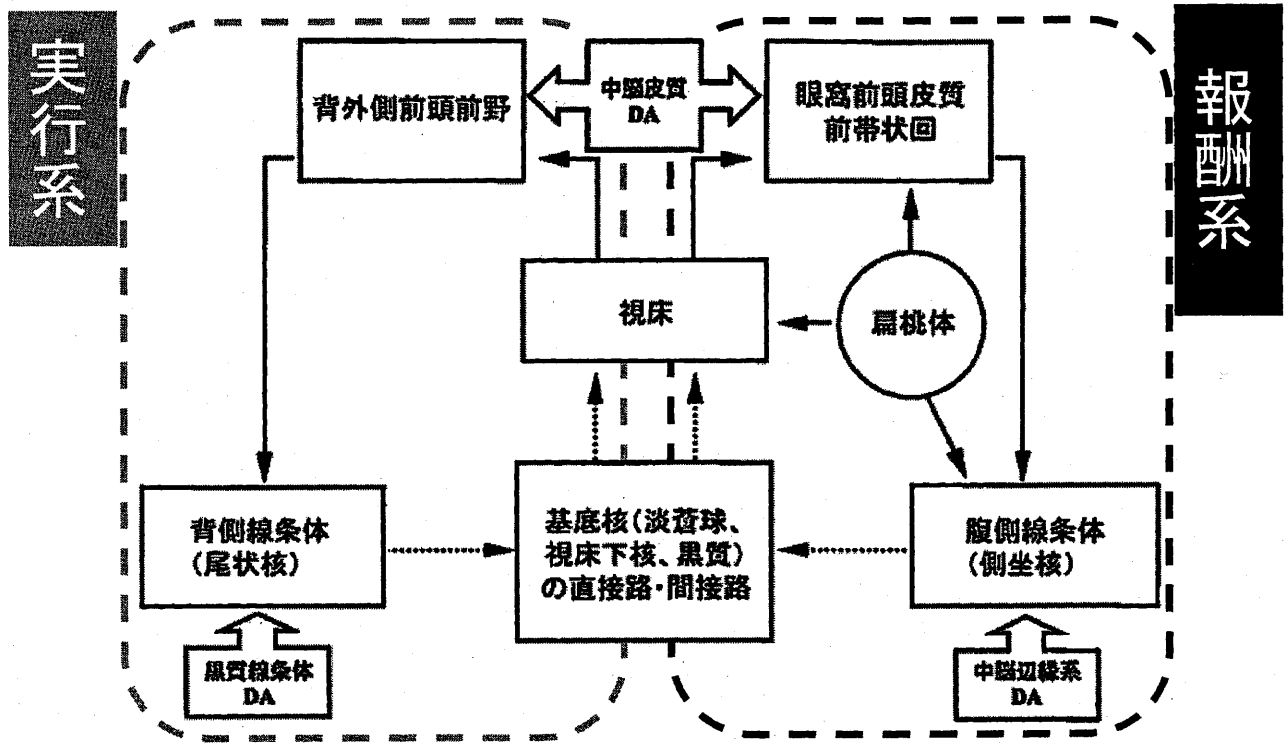 実行系
報酬系
背外側前頭前野
中脳皮質
DA
眼窩前頭皮質
前帯状回
視床
扁桃体
背側線条体
(尾状核)
基底核(淡蒼球、
視床下核、黒質)
の直接路・間接路
腹側線条体
(側坐核)
黒質線条体
DA
中脳辺縁系
DA